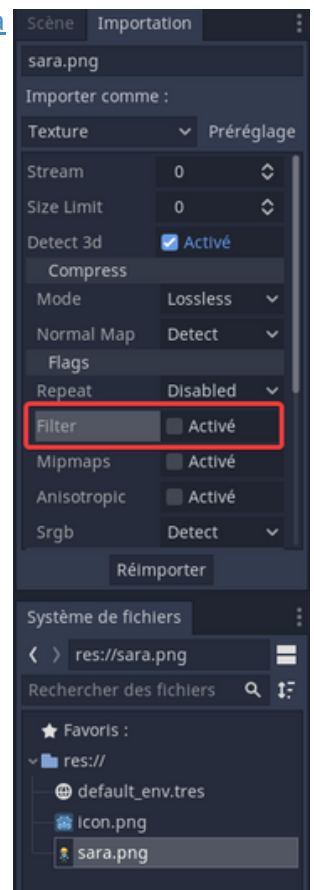 a
Scène Importation
sara.png
Importer comme :
Texture Préréglage
Stream 0
Size Limit 0
Detect 3d Activé
Compress
Mode Lossless
Normal Map Detect
Flags
Repeat Disabled
Filter Activé
Mipmaps Activé
Anisotropic Activé
Srgb Detect
Réimporter
Système de fichiers
res://sara.png
Rechercher des fichiers
Favoris :
res://
default_env.tres
icon.png
sara.png